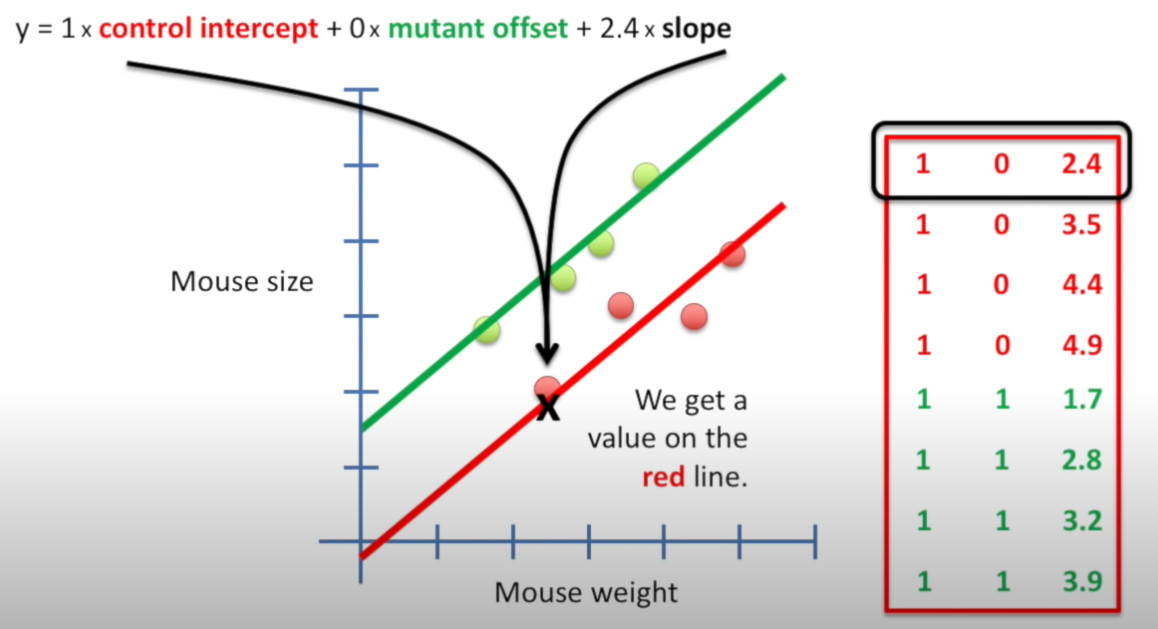 y = 1 x control intercept + 0 x mutant offset + 2.4 x slope
Mouse size
X
We get a
value on the
red line.
Mouse weight
1 0 2.4
1 0 3.5
1 0 4.4
1 0 4.9
1 1 1.7
1 1 2.8
1 1 3.2
1 1 3.9